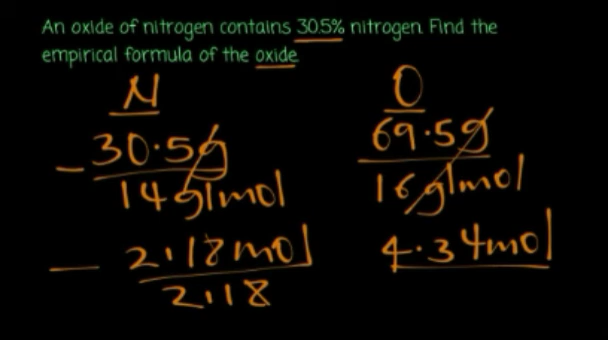 An oxide of nitrogen contains 30.5% nitrogen. Find the
empirical formula of the oxide
N O
30.5g 69.5g
14g/mol 16g/mol
2.18mol 4.34mol
2.18